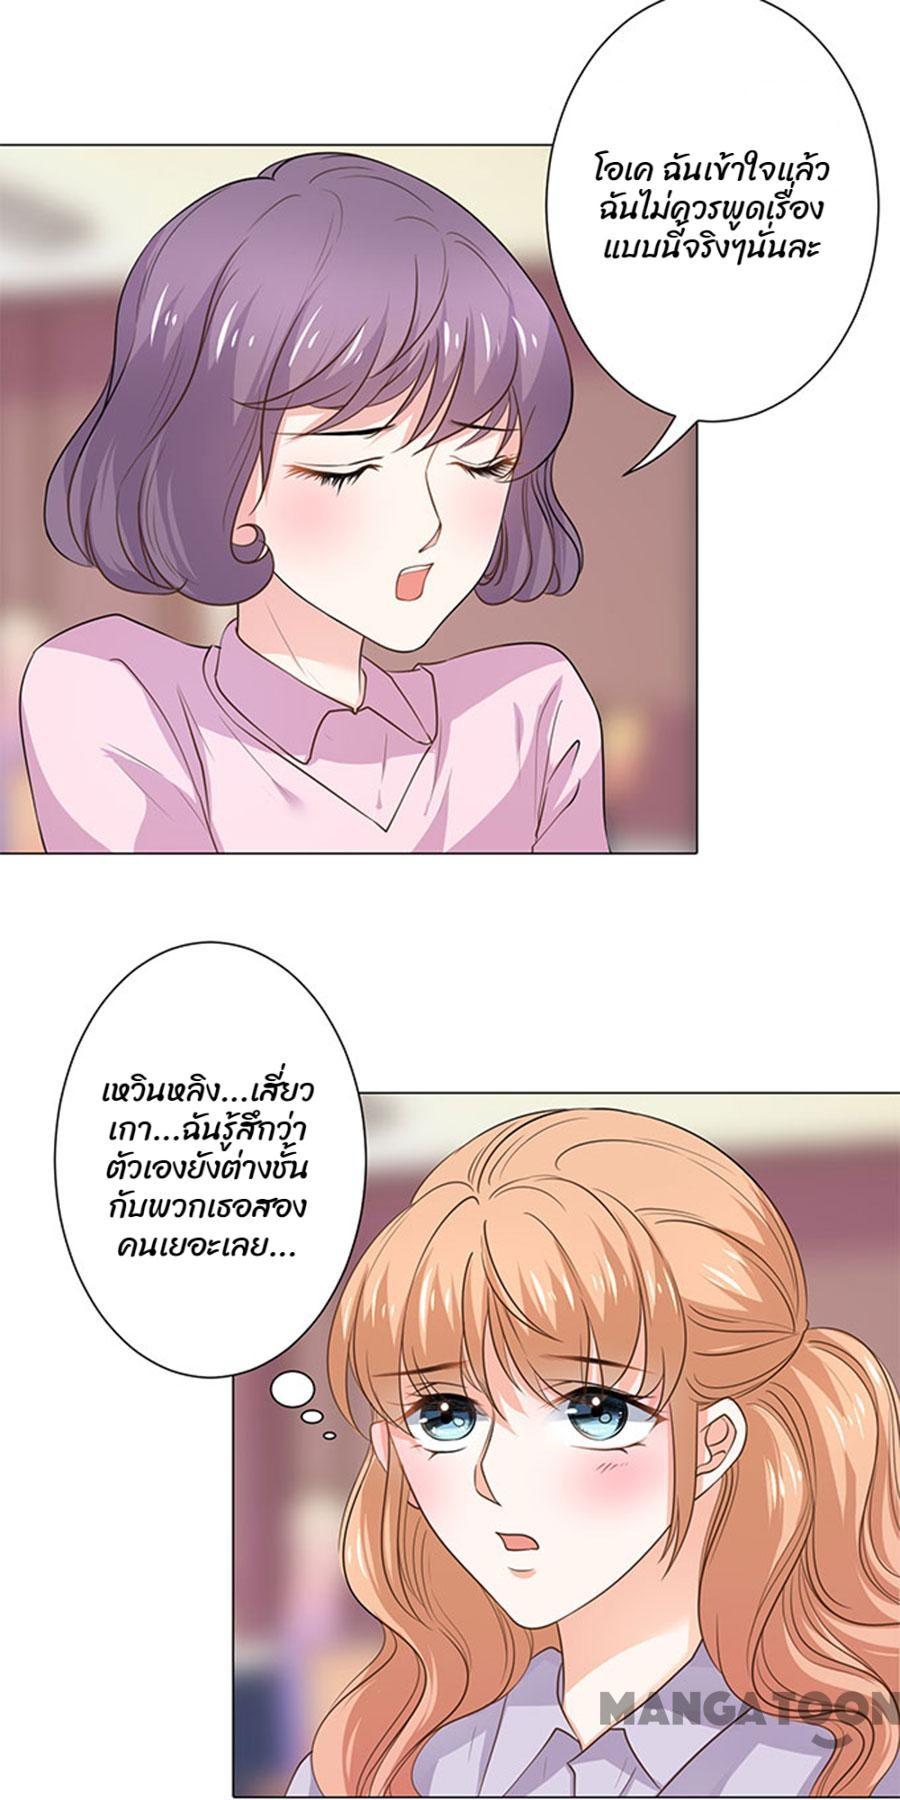 โอเค ฉันเข้าใจแล้ว
ฉันไม่ควรพูดเรื่อง
แบบนี้จริงๆนั่นละ
เหวินหลิง...เสี่ยว
เกา...ฉันรู้สึกว่า
ตัวเองยังต่างชั้น
กับพวกเธอสอง
คนเยอะเลย...
MANGATOON